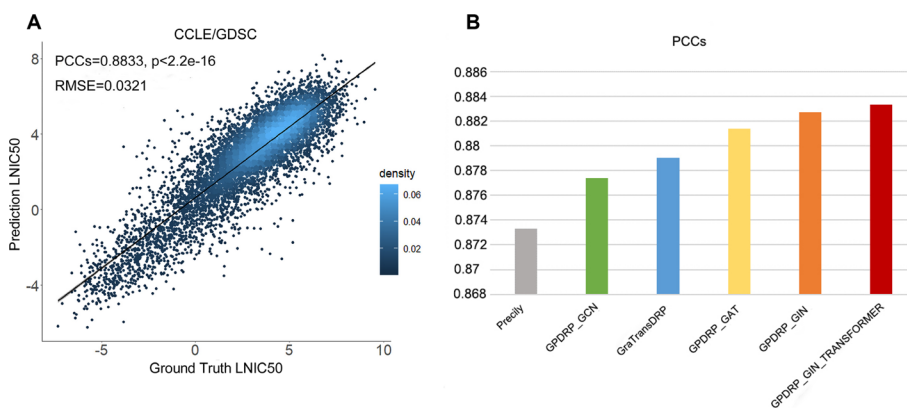 A
CCLE/GDSC
PCCs=0.8833, p<2.2e-16
RMSE=0.0321
8
4
0
-4
Prediction LNIC50
-5
0
5
10
Ground Truth LNIC50
density
0.06
0.04
0.02
B
PCCs
0.886
0.884
0.882
0.88
0.878
0.876
0.874
0.872
0.87
0.868
Precily
GPDRP_GCN
GraTransDRP
GPDRP_GAT
GPDRP_GIN
GPDRP_GIN_TRANSFORMER